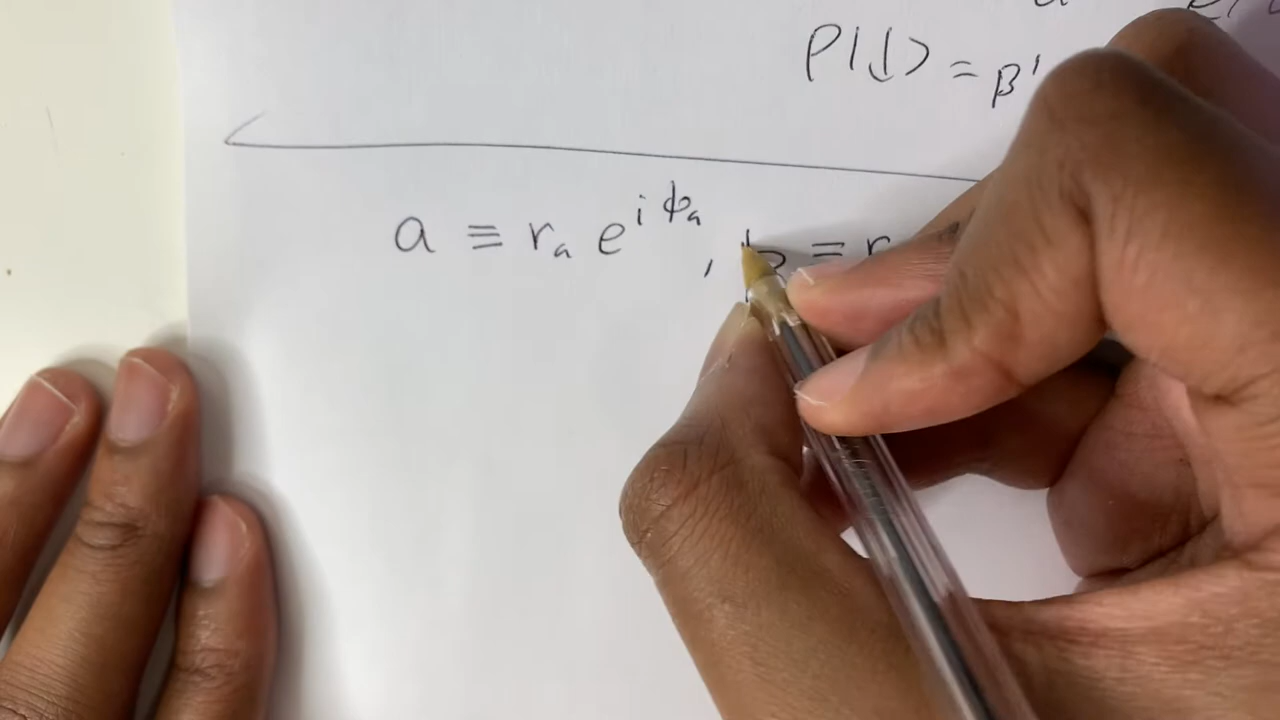 P|↓⟩ = β'
a ≡ rₐ e^{iϕₐ}, b ≡ r